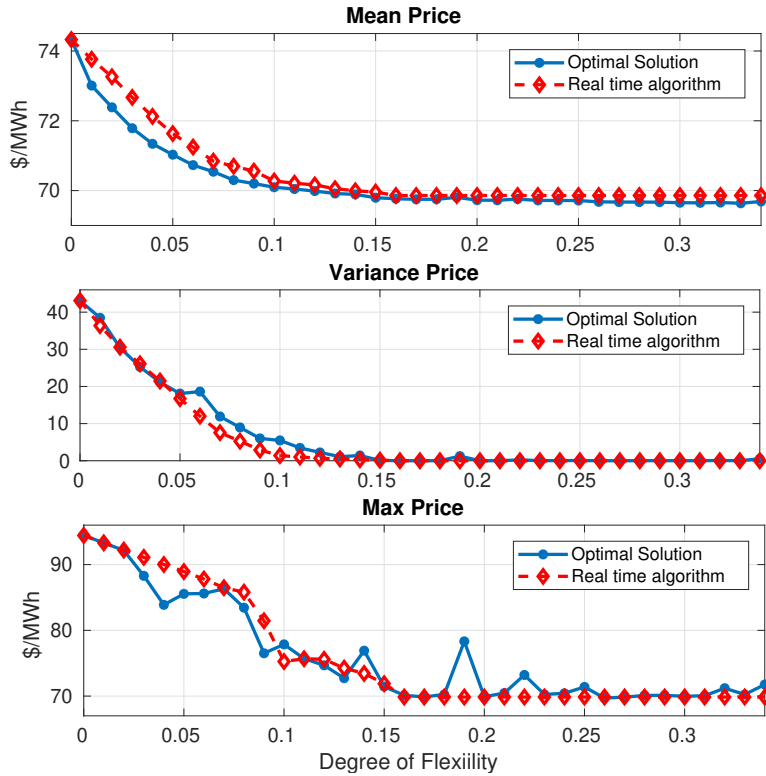 Mean Price
$/MWh
74
72
70
Optimal Solution
Real time algorithm
0 0.05 0.1 0.15 0.2 0.25 0.3
Variance Price
40
30
20
10
0
Optimal Solution
Real time algorithm
0 0.05 0.1 0.15 0.2 0.25 0.3
Max Price
$/MWh
90
80
70
Optimal Solution
Real time algorithm
0 0.05 0.1 0.15 0.2 0.25 0.3
Degree of Flexiility